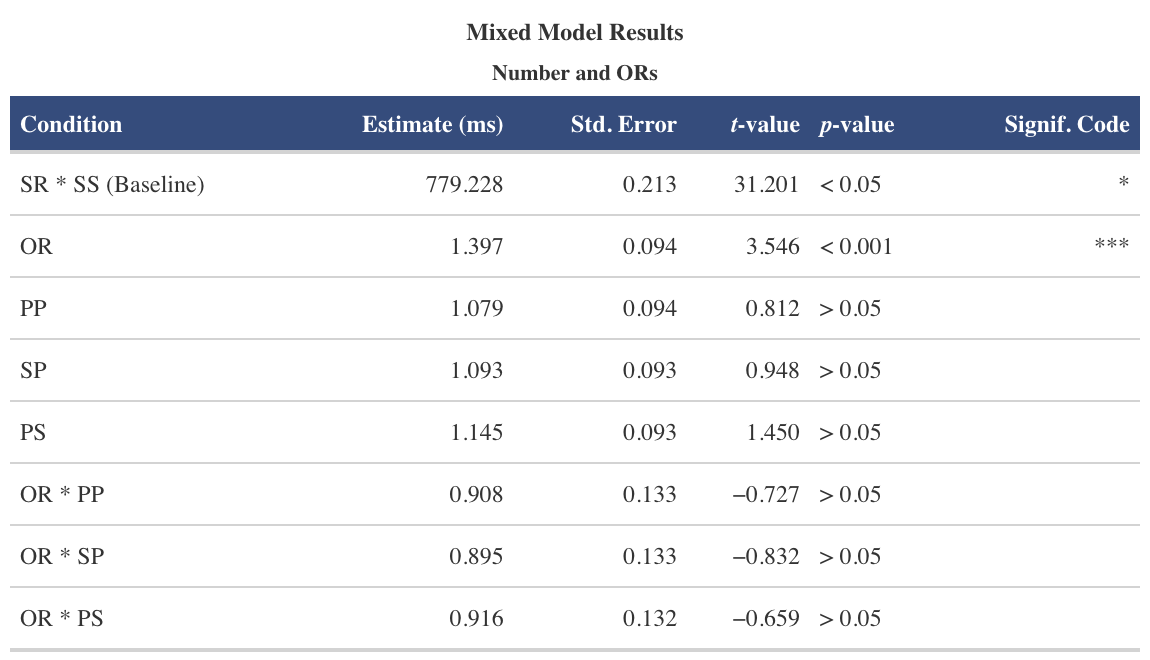 Mixed Model Results
Number and ORs
Condition Estimate (ms) Std. Error t-value p-value Signif. Code
SR * SS (Baseline) 779.228 0.213 31.201 < 0.05 *
OR 1.397 0.094 3.546 < 0.001 ***
PP 1.079 0.094 0.812 > 0.05
SP 1.093 0.093 0.948 > 0.05
PS 1.145 0.093 1.450 > 0.05
OR * PP 0.908 0.133 −0.727 > 0.05
OR * SP 0.895 0.133 −0.832 > 0.05
OR * PS 0.916 0.132 −0.659 > 0.05